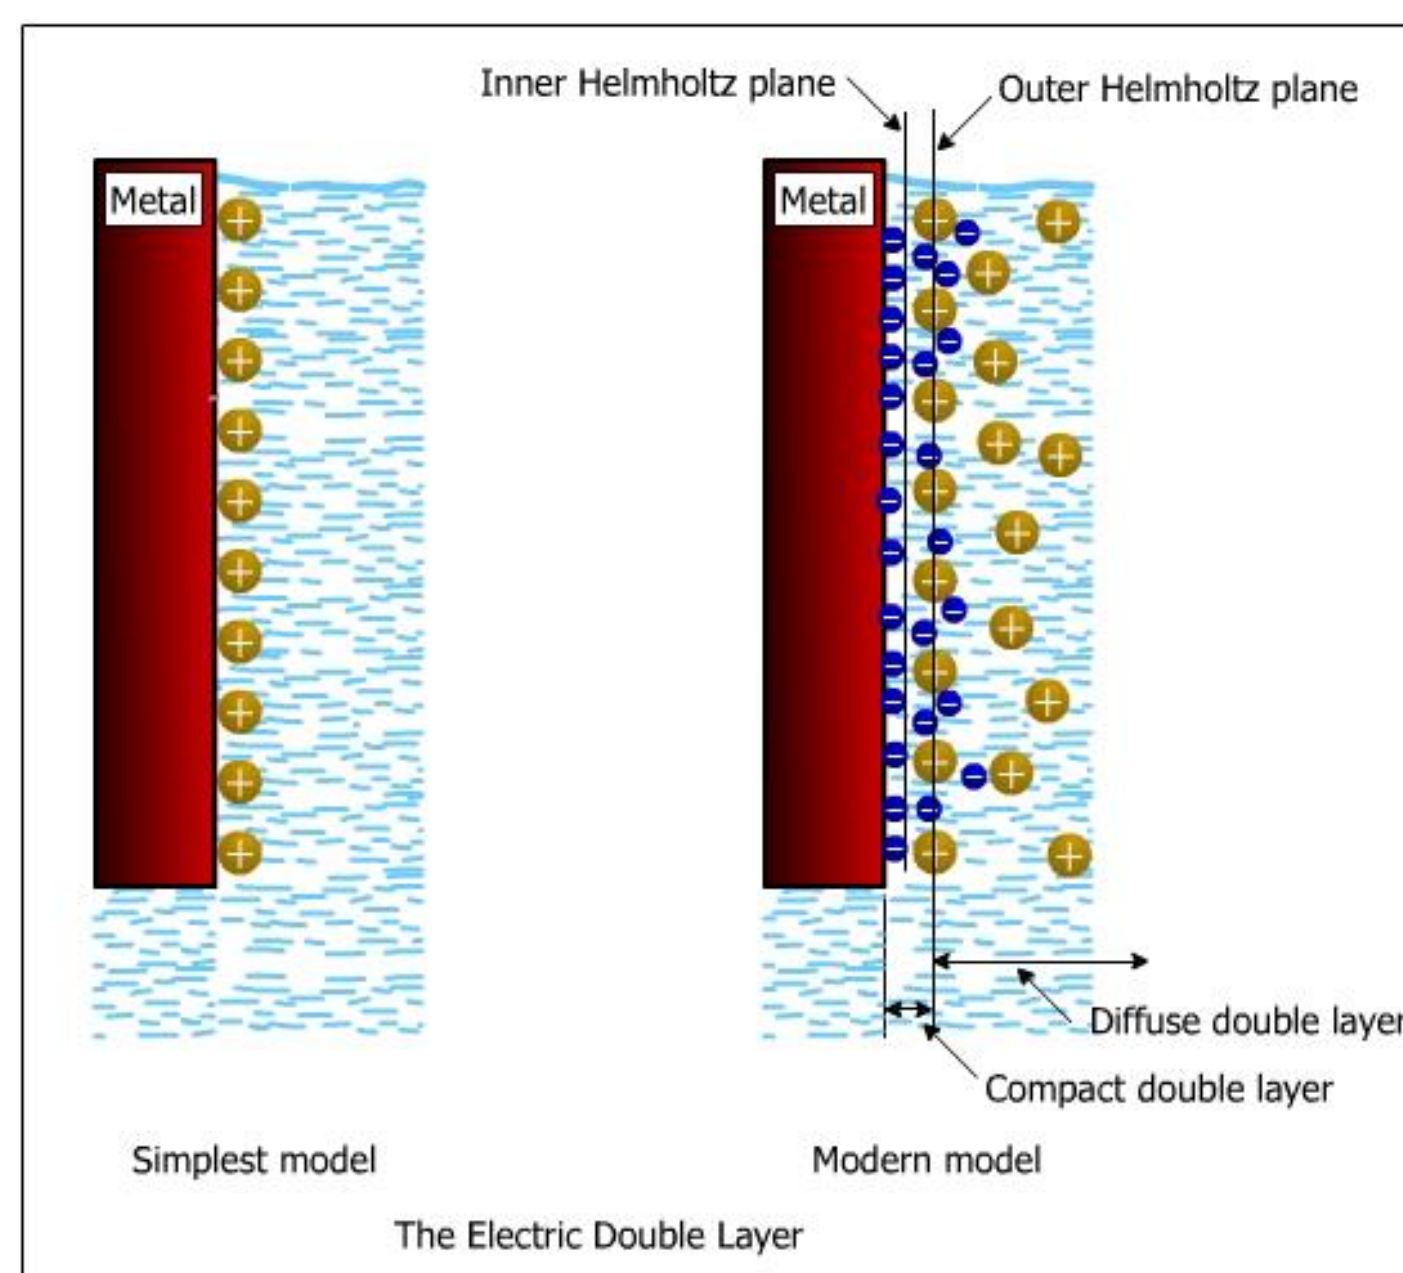 Inner Helmholtz plane
Outer Helmholtz plane
Metal
Metal
Diffuse double layer
Compact double layer
Simplest model
Modern model
The Electric Double Layer